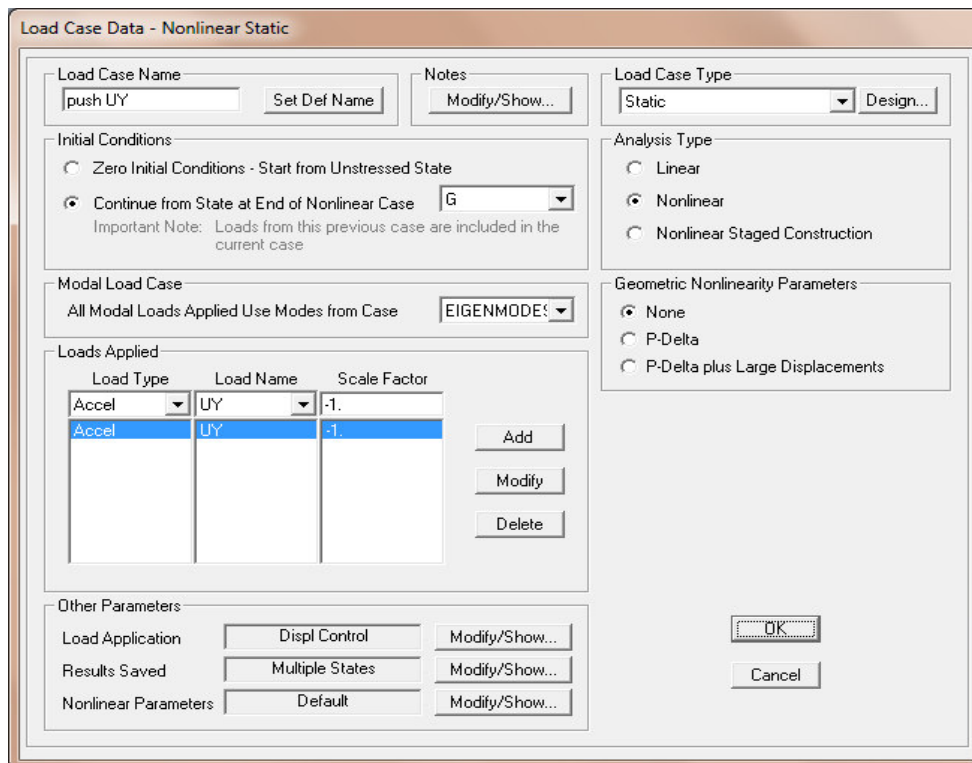 Load Case Data - Nonlinear Static
Load Case Name
push UY
Set Def Name
Notes
Modify/Show...
Load Case Type
Static
Design...
Initial Conditions
Zero Initial Conditions - Start from Unstressed State
Continue from State at End of Nonlinear Case
G
Important Note: Loads from this previous case are included in the
current case
Analysis Type
Linear
Nonlinear
Nonlinear Staged Construction
Modal Load Case
All Modal Loads Applied Use Modes from Case
EIGENMODES
Geometric Nonlinearity Parameters
None
P-Delta
P-Delta plus Large Displacements
Loads Applied
Load Type Load Name Scale Factor
Accel UY -1.
Accel UY -1.
Add
Modify
Delete
Other Parameters
Load Application Displ Control Modify/Show...
Results Saved Multiple States Modify/Show...
Nonlinear Parameters Default Modify/Show...
OK
Cancel